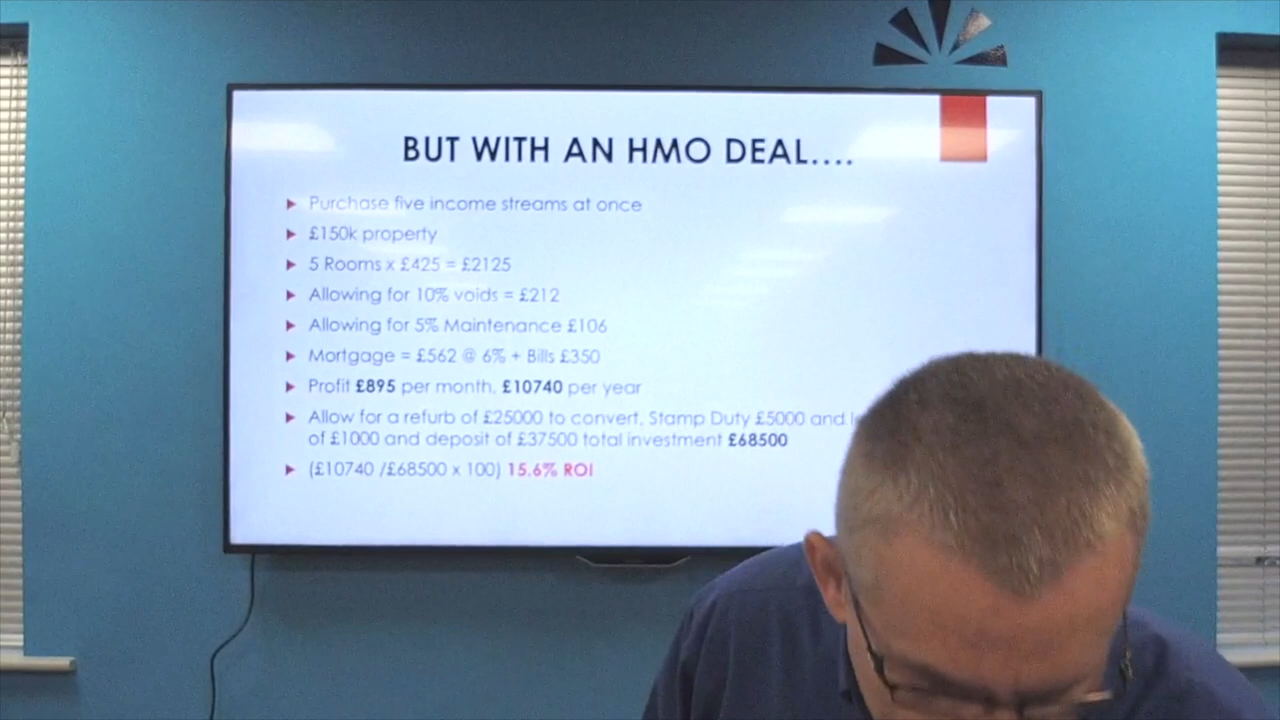 BUT WITH AN HMO DEAL....
Purchase five income streams at once
£150k property
5 Rooms x £425 = £2125
Allowing for 10% voids = £212
Allowing for 5% Maintenance £106
Mortgage = £562 @ 6% + Bills £350
Profit £895 per month. £10740 per year
Allow for a refurb of £25000 to convert, Stamp Duty £5000 and
of £1000 and deposit of £37500 total investment £68500
(£10740 /£68500 x 100) 15.6% ROI